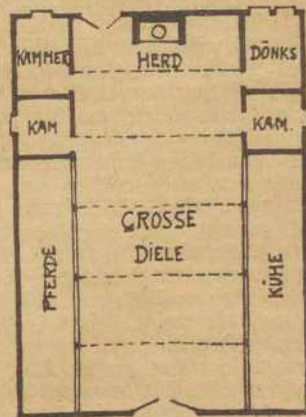 KAMMER
HERD
DÖNKS
KAM
KAM.
PFERDE
GROSSE
DIELE
KÜHE